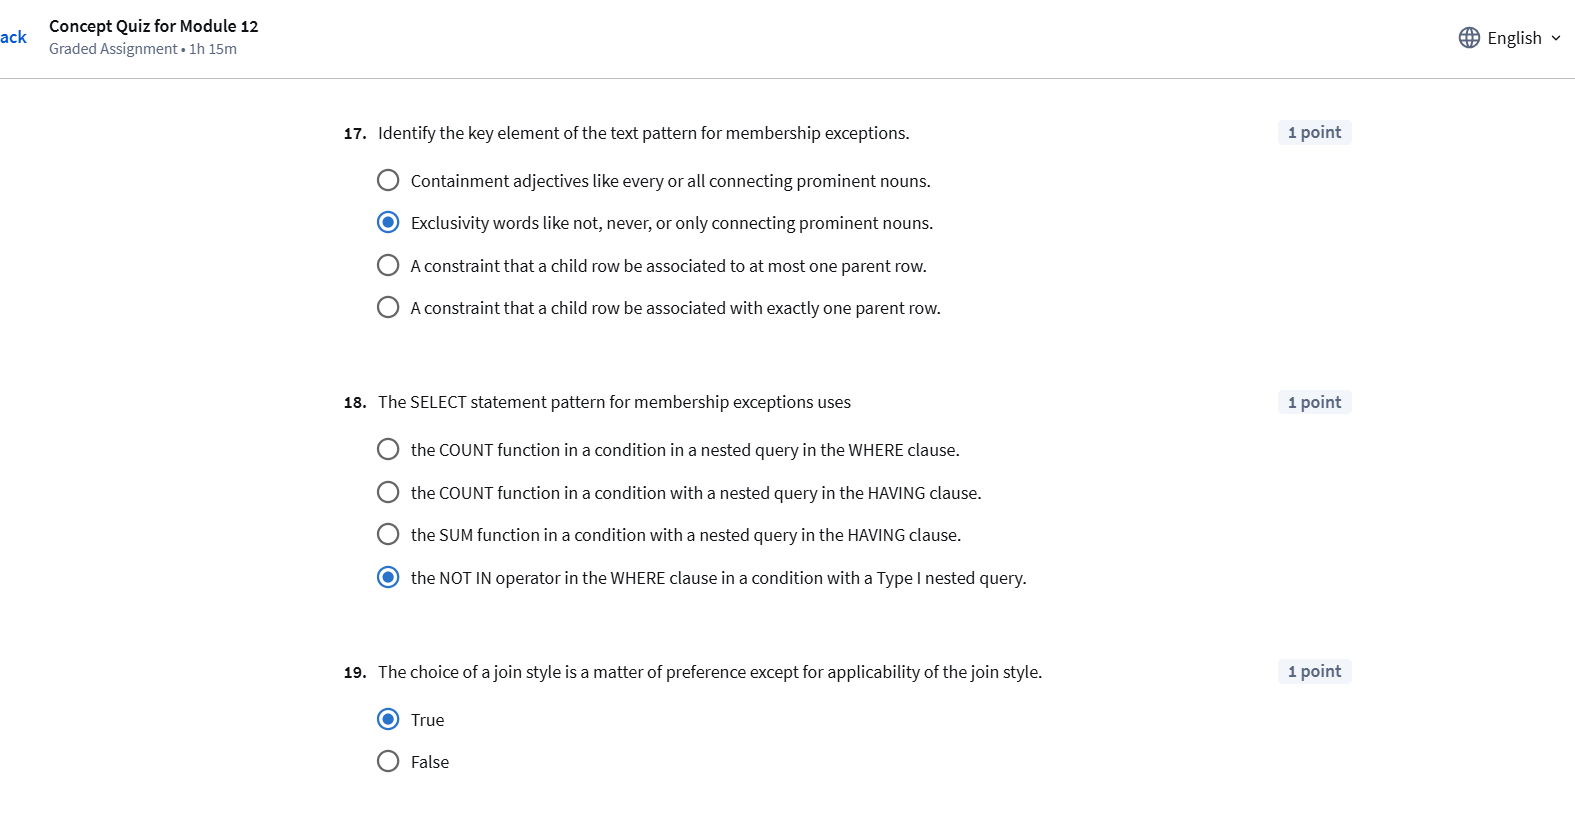 Concept Quiz for Module 12
ack
Graded Assignment • 1h 15m
English
17. Identify the key element of the text pattern for membership exceptions.
1 point
Containment adjectives like every or all connecting prominent nouns.
Exclusivity words like not, never, or only connecting prominent nouns.
A constraint that a child row be associated to at most one parent row.
A constraint that a child row be associated with exactly one parent row.
18. The SELECT statement pattern for membership exceptions uses
1 point
the COUNT function in a condition in a nested query in the WHERE clause.
the COUNT function in a condition with a nested query in the HAVING clause.
the SUM function in a condition with a nested query in the HAVING clause.
the NOT IN operator in the WHERE clause in a condition with a Type I nested query.
19. The choice of a join style is a matter of preference except for applicability of the join style.
1 point
True
False